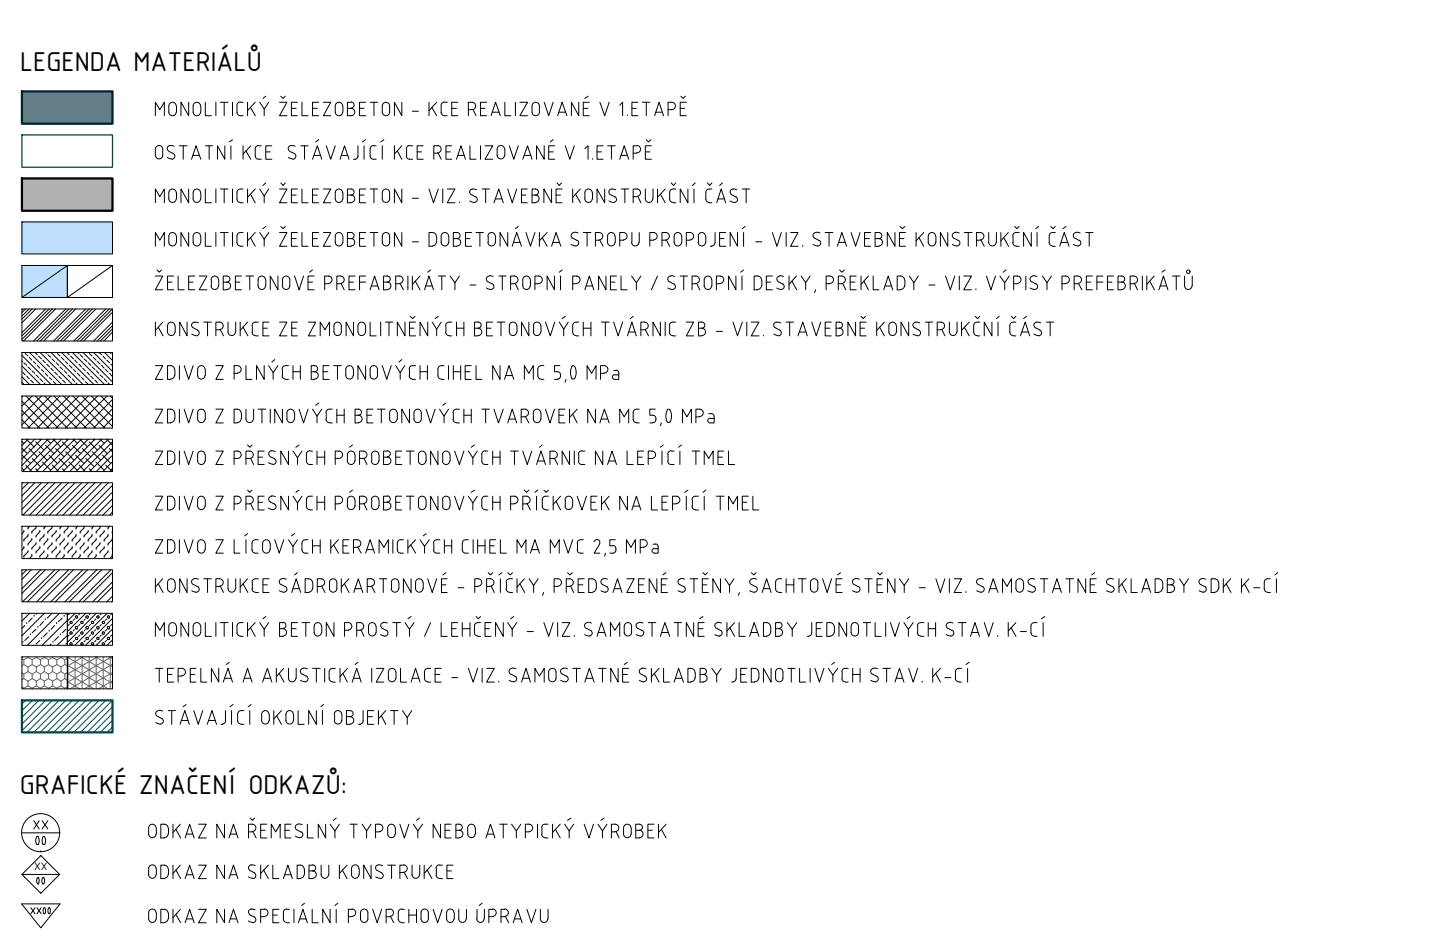 LEGENDA MATERIÁLŮ
MONOLITICKÝ ŽELEZOBETON - KCE REALIZOVANÉ V 1.ETAPĚ
OSTATNÍ KCE STÁVAJÍCÍ KCE REALIZOVANÉ V 1.ETAPĚ
MONOLITICKÝ ŽELEZOBETON - VIZ. STAVEBNĚ KONSTRUKČNÍ ČÁST
MONOLITICKÝ ŽELEZOBETON - DOBETONÁVKA STROPU PROPOJENÍ - VIZ. STAVEBNĚ KONSTRUKČNÍ ČÁST
ŽELEZOBETONOVÉ PREFABRIKÁTY - STROPNÍ PANELY / STROPNÍ DESKY, PŘEKLADY - VIZ. VÝPISY PREFEBRIKÁTŮ
KONSTRUKCE ZE ZMONOLITNĚNÝCH BETONOVÝCH TVÁRNIC ZB - VIZ. STAVEBNĚ KONSTRUKČNÍ ČÁST
ZDIVO Z PLNÝCH BETONOVÝCH CIHEL NA MC 5,0 MPa
ZDIVO Z DUTINOVÝCH BETONOVÝCH TVAROVEK NA MC 5,0 MPa
ZDIVO Z PŘESNÝCH PÓROBETONOVÝCH TVÁRNIC NA LEPÍCÍ TMEL
ZDIVO Z PŘESNÝCH PÓROBETONOVÝCH PŘÍČKOVEK NA LEPÍCÍ TMEL
ZDIVO Z LÍCOVÝCH KERAMICKÝCH CIHEL MA MVC 2,5 MPa
KONSTRUKCE SÁDROKARTONOVÉ - PŘÍČKY, PŘEDSAZENÉ STĚNY, ŠACHTOVÉ STĚNY - VIZ. SAMOSTATNÉ SKLADBY SDK K-CÍ
MONOLITICKÝ BETON PROSTÝ / LEHČENÝ - VIZ. SAMOSTATNÉ SKLADBY JEDNOTLIVÝCH STAV. K-CÍ
TEPELNÁ A AKUSTICKÁ IZOLACE - VIZ. SAMOSTATNÉ SKLADBY JEDNOTLIVÝCH STAV. K-CÍ
STÁVAJÍCÍ OKOLNÍ OBJEKTY
GRAFICKÉ ZNAČENÍ ODKAZŮ:
XX
00
ODKAZ NA ŘEMESLNÝ TYPOVÝ NEBO ATYPICKÝ VÝROBEK
XX
00
ODKAZ NA SKLADBU KONSTRUKCE
XX00
ODKAZ NA SPECIÁLNÍ POVRCHOVOU ÚPRAVU